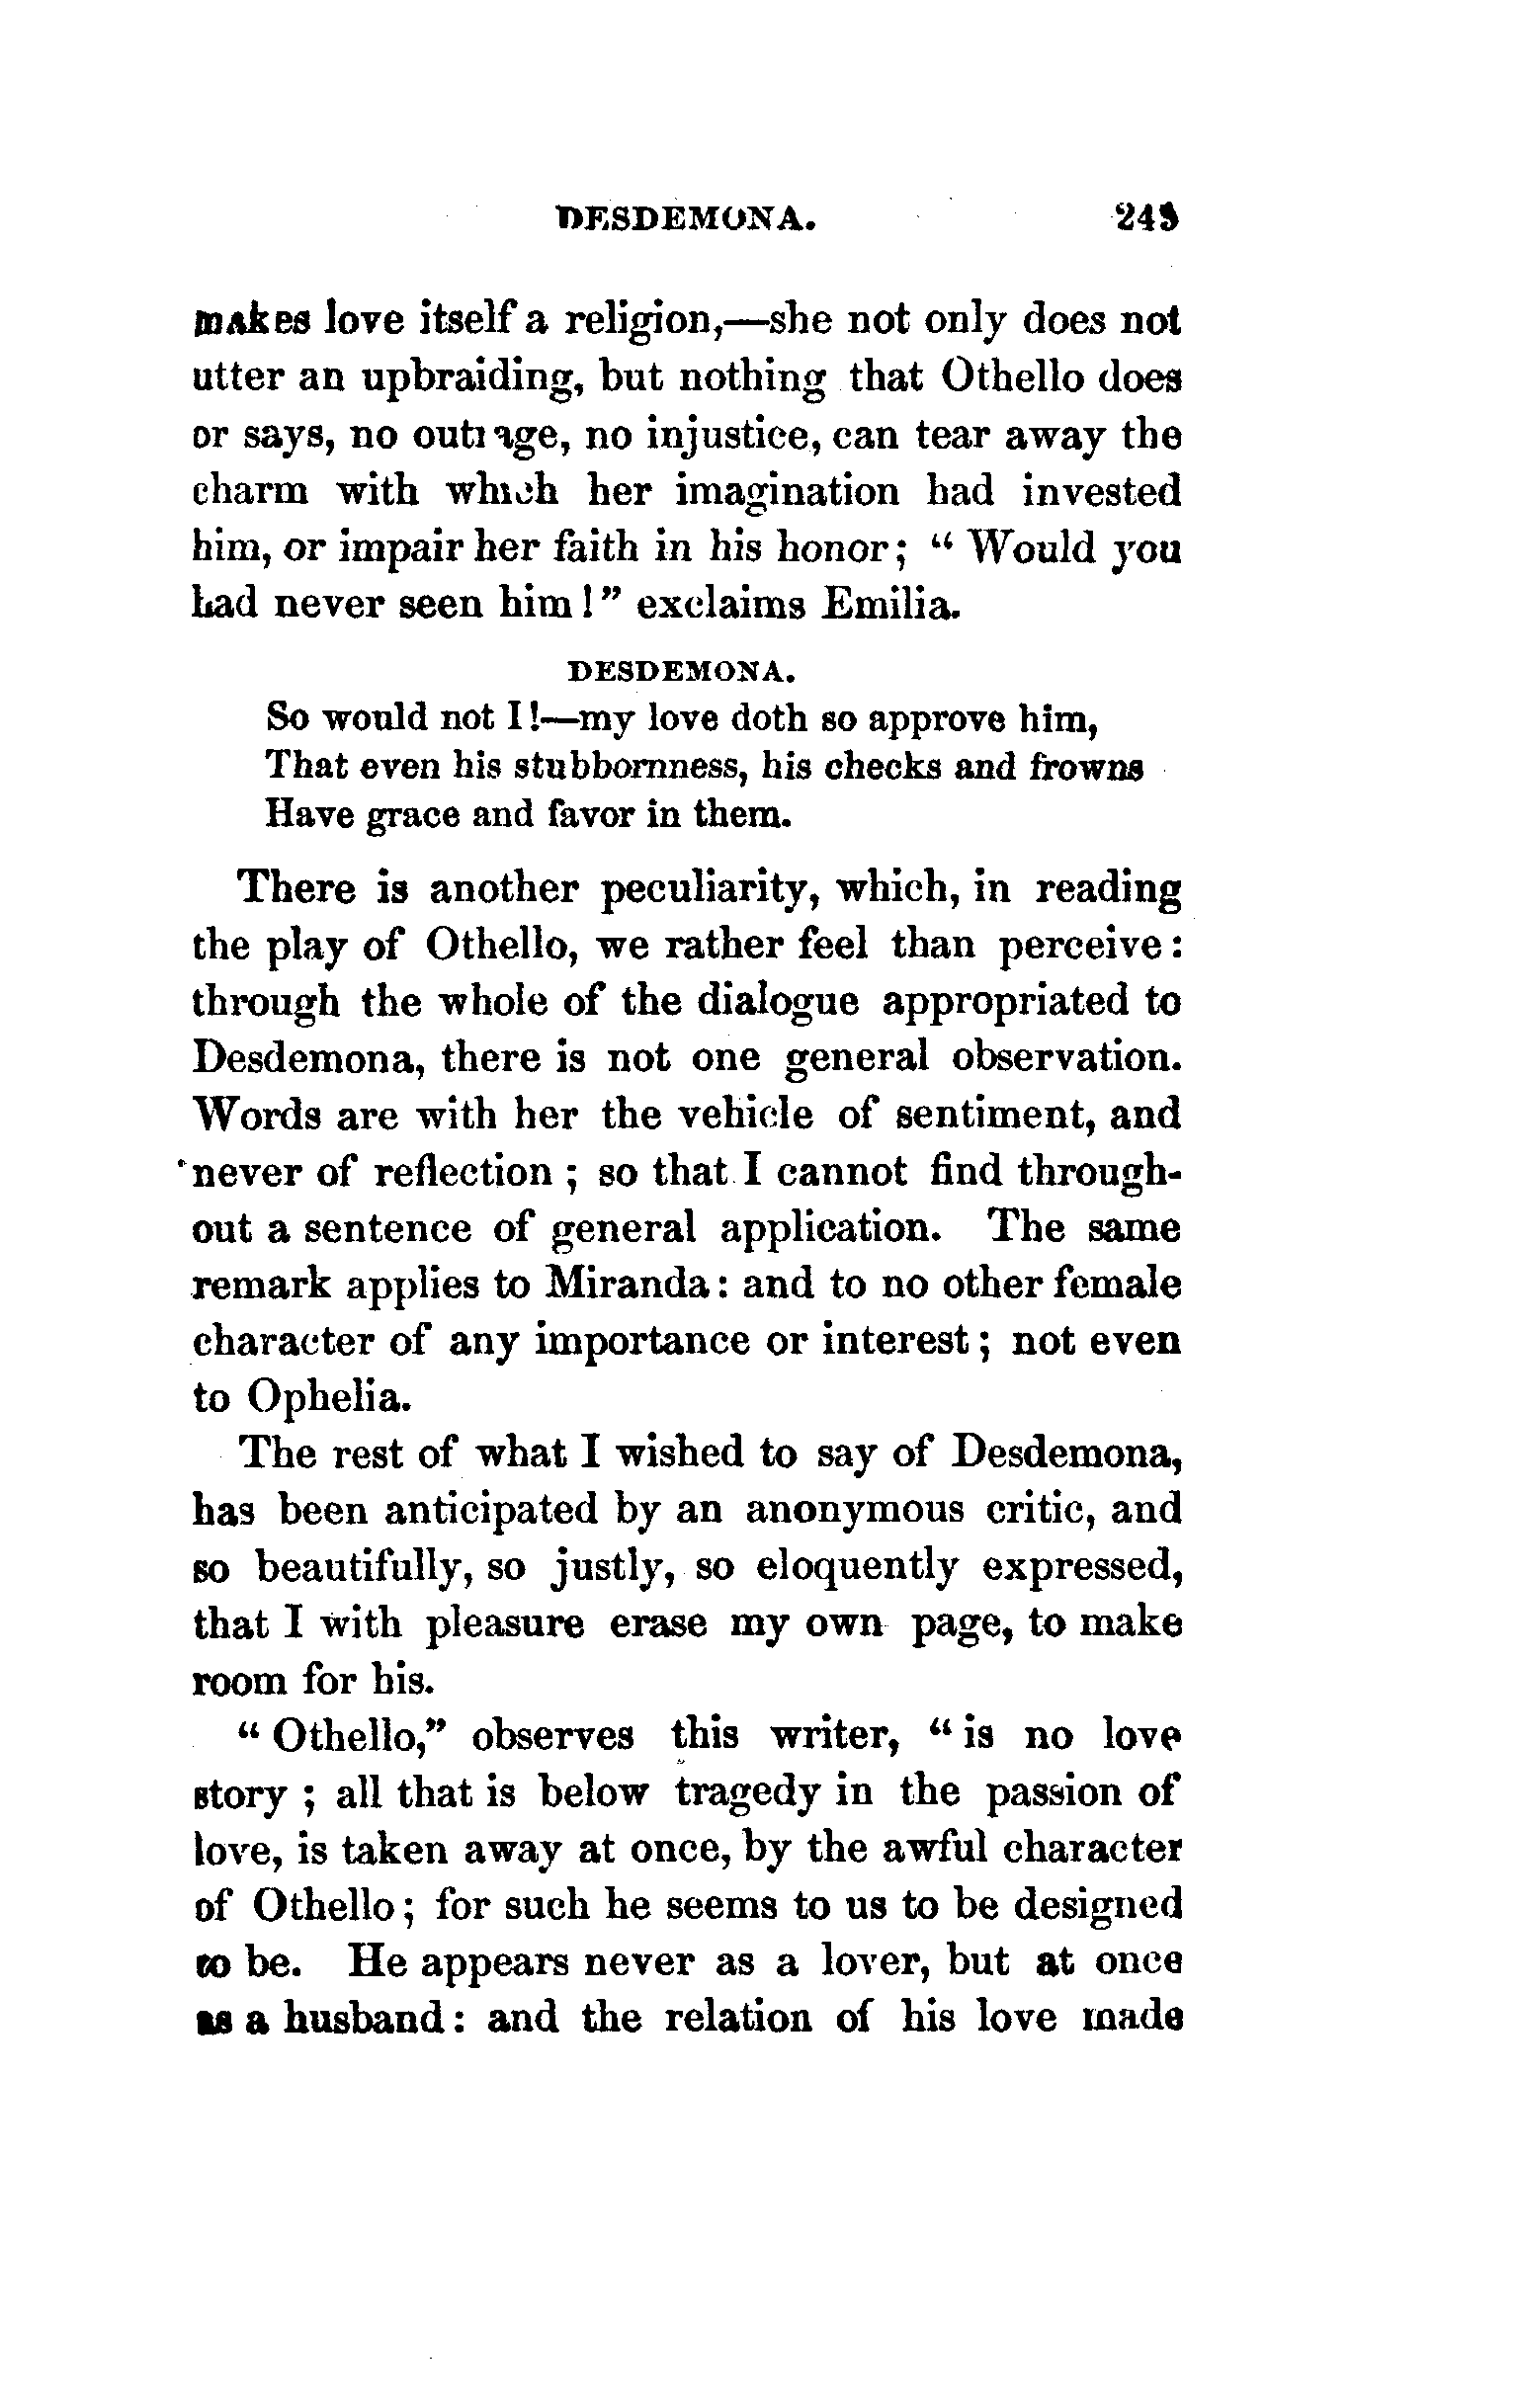 DESDEMONA. 245
makes love itself a religion,—she not only does not
utter an upbraiding, but nothing that Othello does
or says, no outrage, no injustice, can tear away the
charm with which her imagination had invested
him, or impair her faith in his honor; “ Would you
had never seen him!” exclaims Emilia.
DESDEMONA.
So would not I!—my love doth so approve him,
That even his stubbornness, his checks and frowns
Have grace and favor in them.
There is another peculiarity, which, in reading
the play of Othello, we rather feel than perceive:
through the whole of the dialogue appropriated to
Desdemona, there is not one general observation.
Words are with her the vehicle of sentiment, and
never of reflection ; so that I cannot find through-
out a sentence of general application. The same
remark applies to Miranda: and to no other female
character of any importance or interest; not even
to Ophelia.
The rest of what I wished to say of Desdemona,
has been anticipated by an anonymous critic, and
so beautifully, so justly, so eloquently expressed,
that I with pleasure erase my own page, to make
room for his.
“ Othello,” observes this writer, “ is no love
story ; all that is below tragedy in the passion of
love, is taken away at once, by the awful character
of Othello; for such he seems to us to be designed
to be. He appears never as a lover, but at once
as a husband: and the relation of his love made